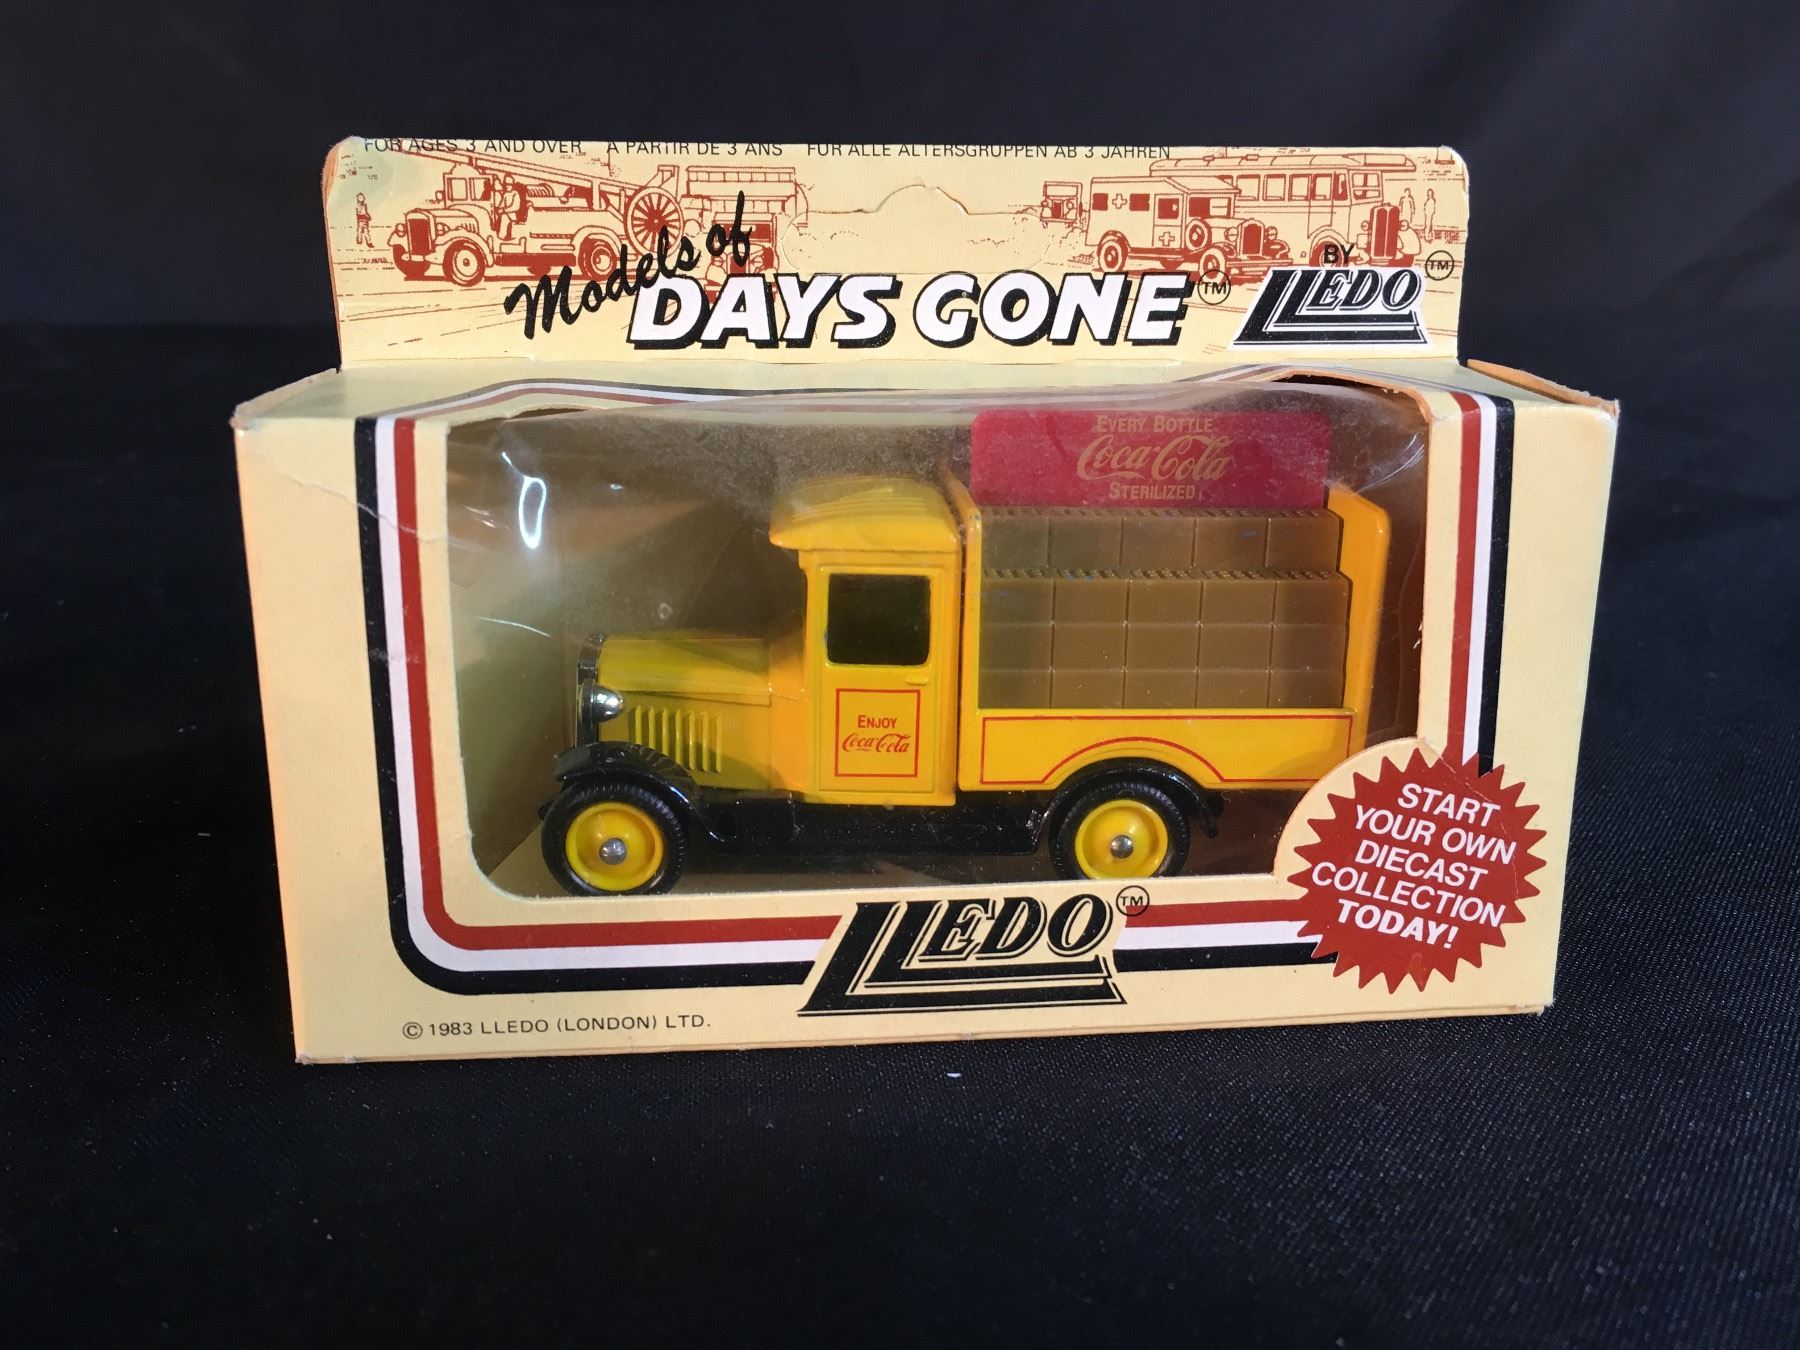 FOR AGES 3 AND OVER À PARTIR DE 3 ANS FÜR ALLE ALTERSGRUPPEN AB 3 JAHREN
Models of
DAYS GONE™
BY
LLEDO™
EVERY BOTTLE
Coca-Cola
STERILIZED
ENJOY
Coca-Cola
START
YOUR OWN
DIECAST
COLLECTION
TODAY!
LLEDO™
© 1983 LLEDO (LONDON) LTD.